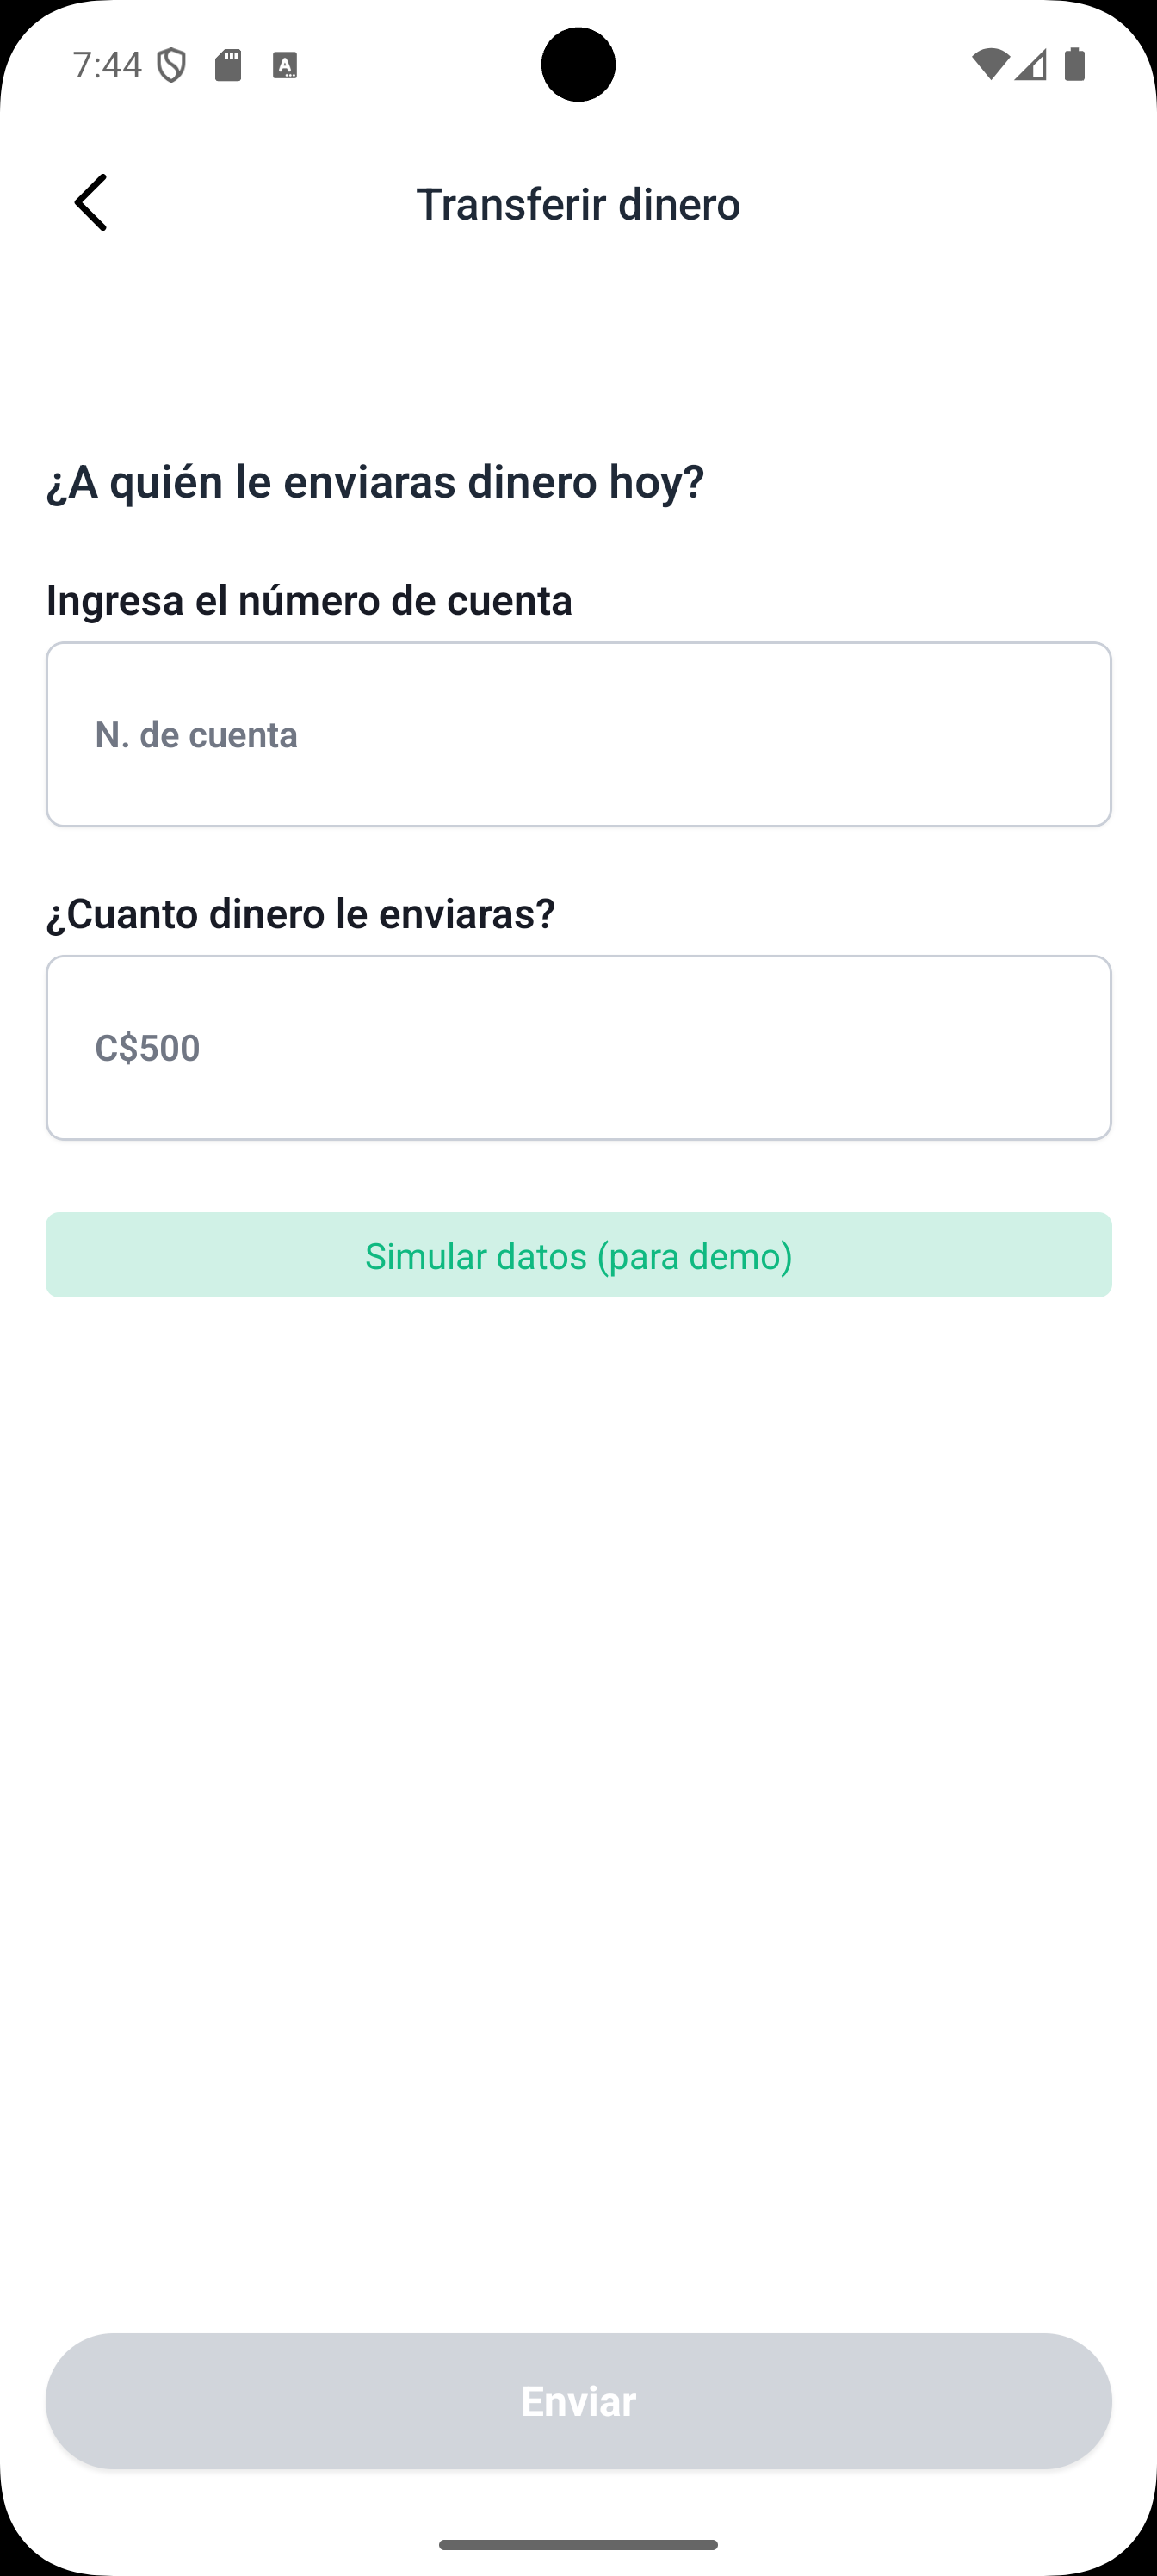 7:44
Transferir dinero
¿A quién le enviaras dinero hoy?
Ingresa el número de cuenta
N. de cuenta
¿Cuanto dinero le enviaras?
C$500
Simular datos (para demo)
Enviar